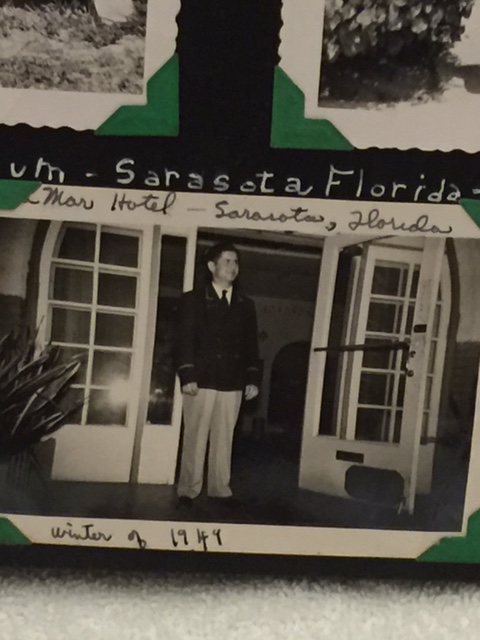 um - Sarasota Florida -
Mar Hotel - Sarasota, Florida
winter of 1949